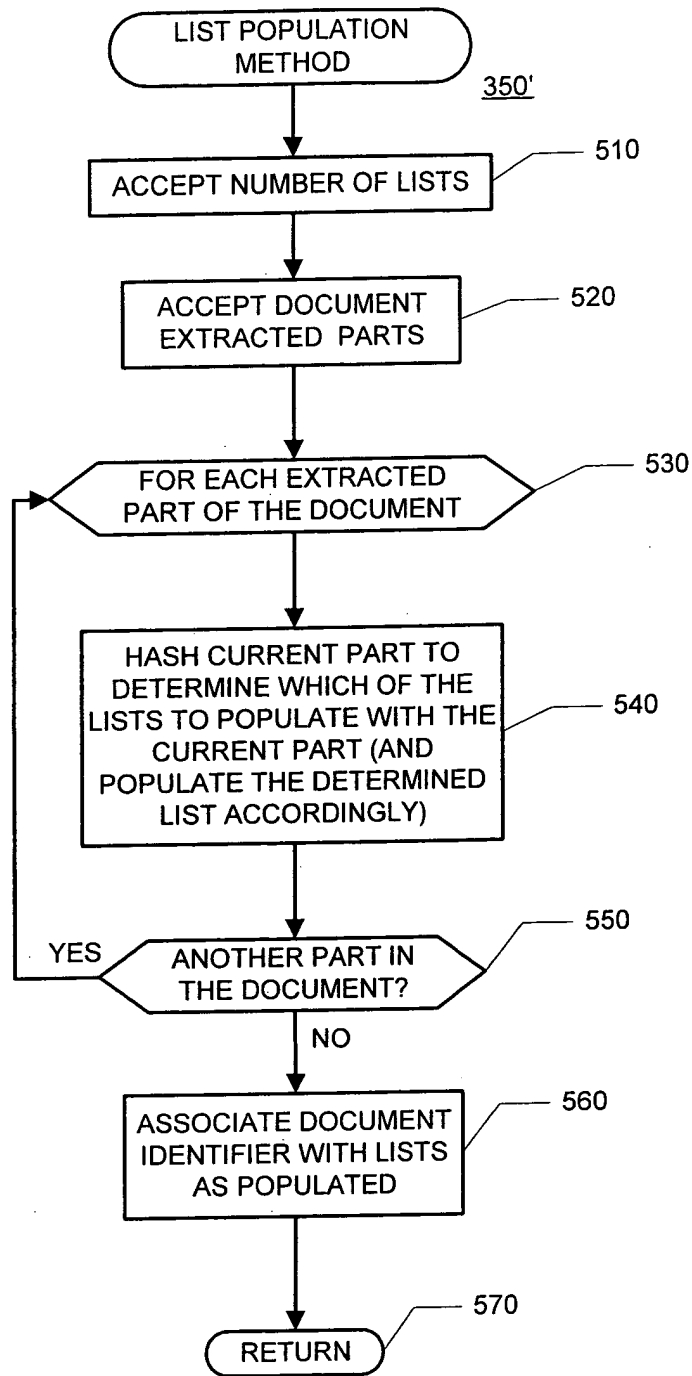 LIST POPULATION
METHOD
350'
510
ACCEPT NUMBER OF LISTS
520
ACCEPT DOCUMENT
EXTRACTED PARTS
530
FOR EACH EXTRACTED
PART OF THE DOCUMENT
HASH CURRENT PART TO
DETERMINE WHICH OF THE
LISTS TO POPULATE WITH THE
CURRENT PART (AND
POPULATE THE DETERMINED
LIST ACCORDINGLY)
540
550
YES
ANOTHER PART IN
THE DOCUMENT?
NO
560
ASSOCIATE DOCUMENT
IDENTIFIER WITH LISTS
AS POPULATED
570
RETURN